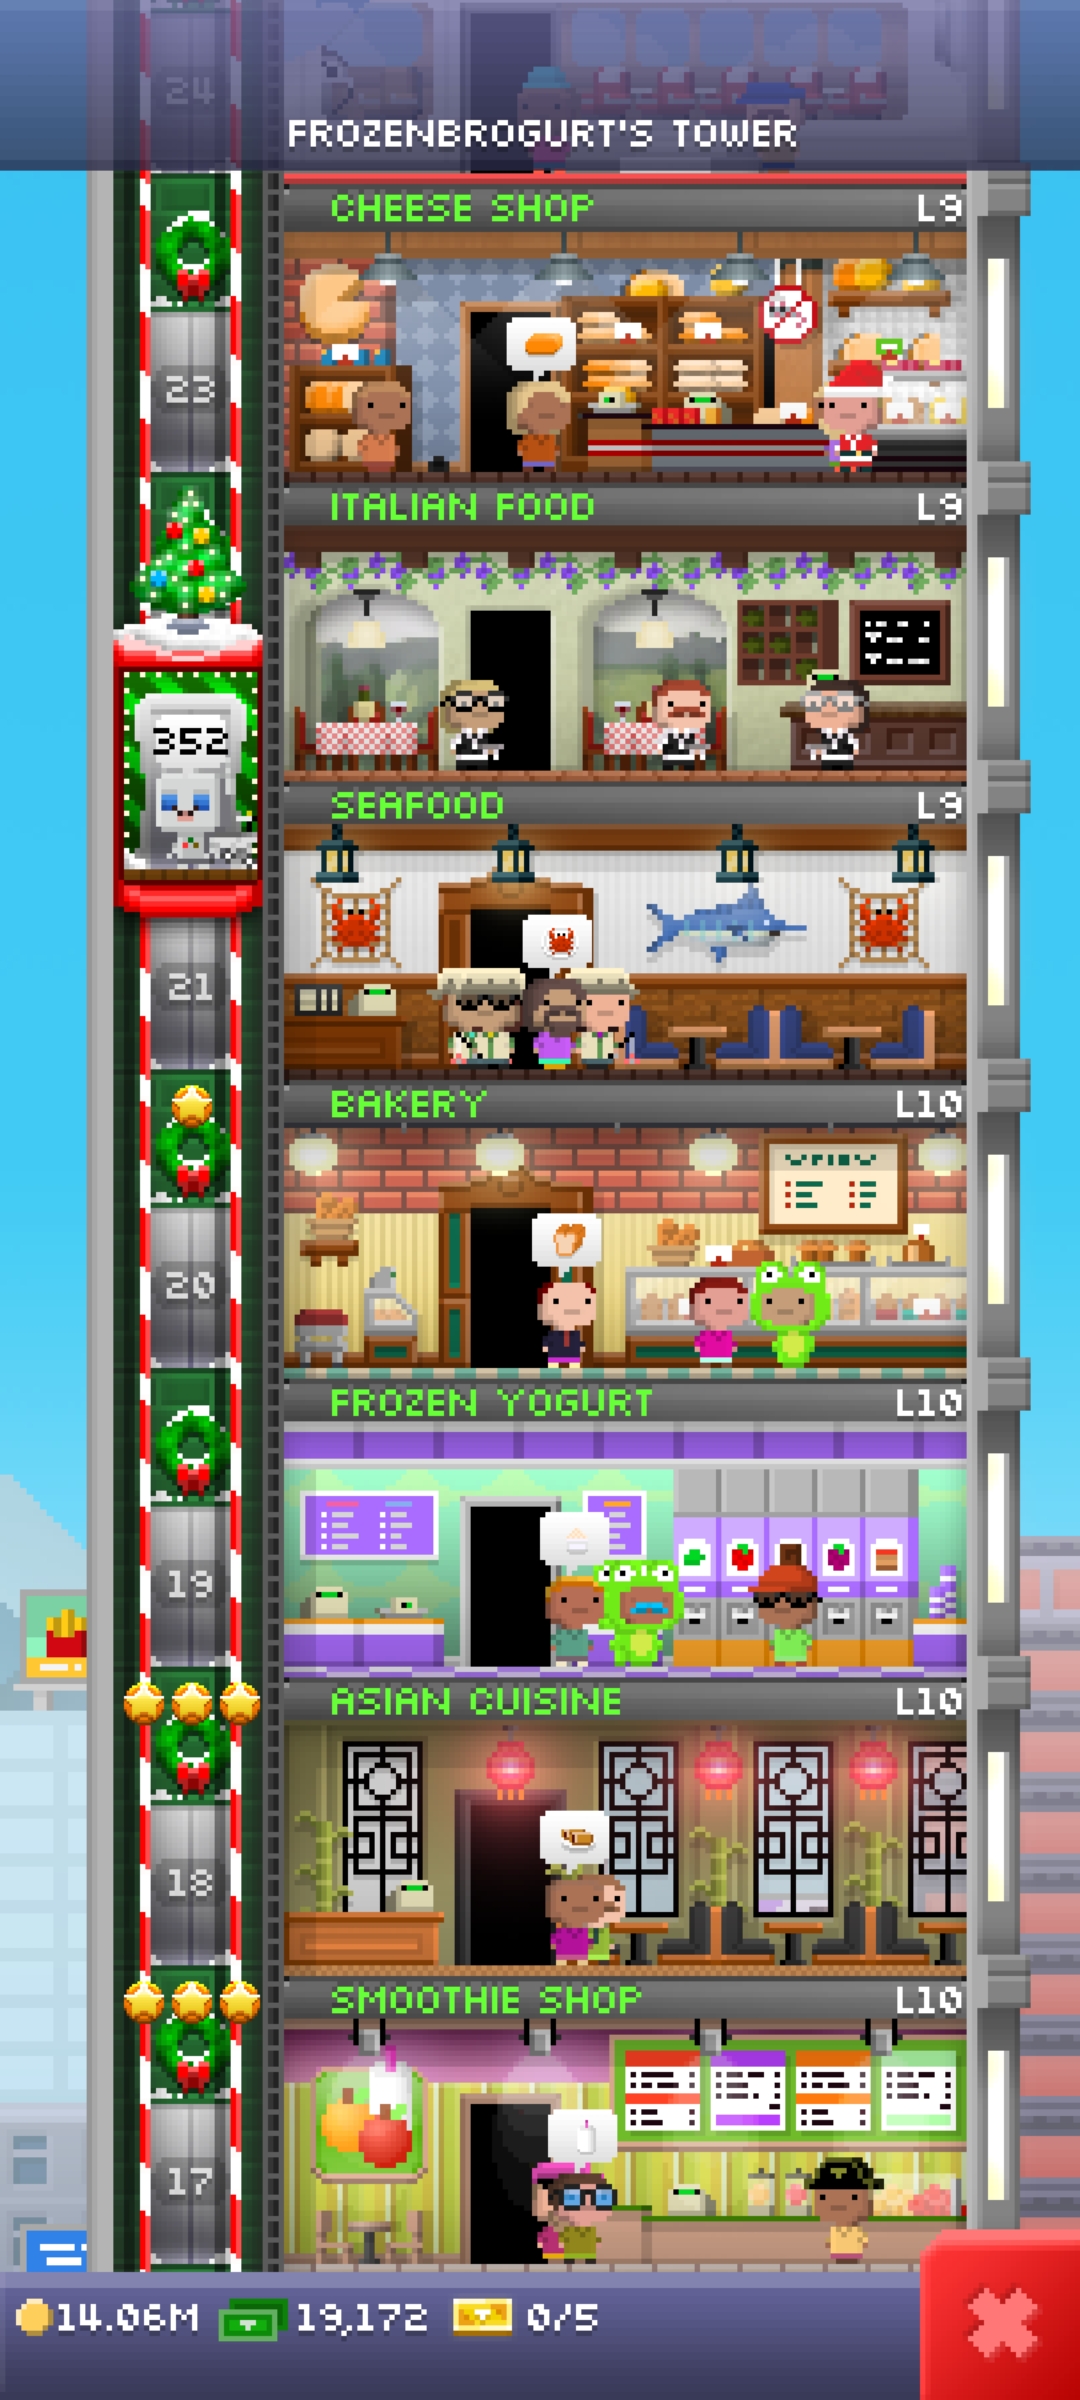 24
FROZENBROGURT'S TOWER
CHEESE SHOP L9
23
ITALIAN FOOD L9
352
SEAFOOD L9
21
BAKERY L10
20
FROZEN YOGURT L10
19
ASIAN CUISINE L10
18
SMOOTHIE SHOP L10
17
14.06M 19,172 0/5